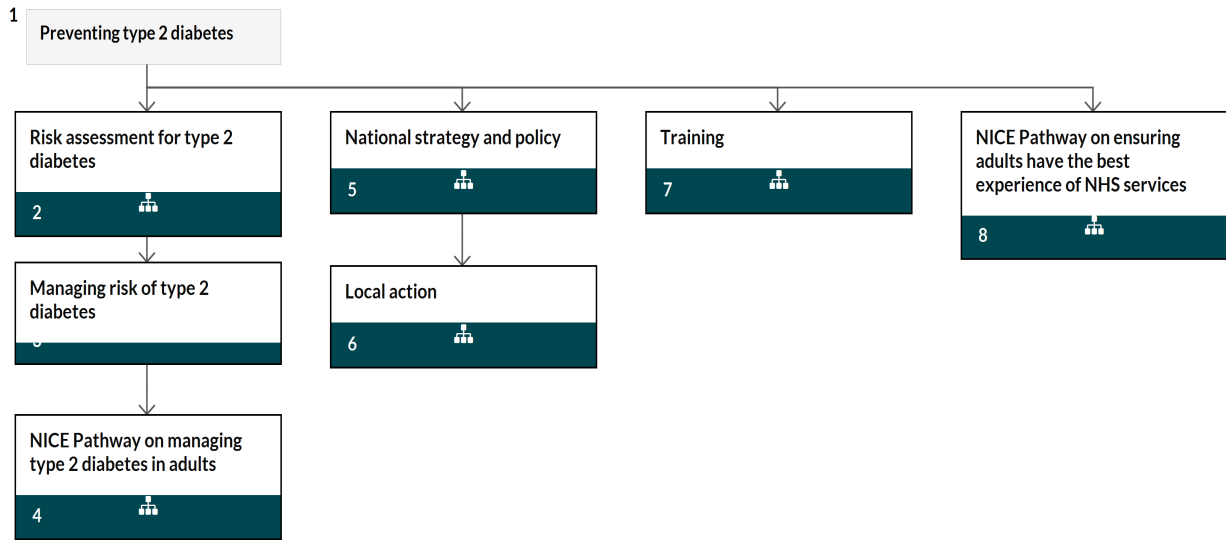 1
Preventing type 2 diabetes
Risk assessment for type 2
diabetes
2
National strategy and policy
5
Training
7
NICE Pathway on ensuring
adults have the best
experience of NHS services
8
Managing risk of type 2
diabetes
Local action
6
NICE Pathway on managing
type 2 diabetes in adults
4